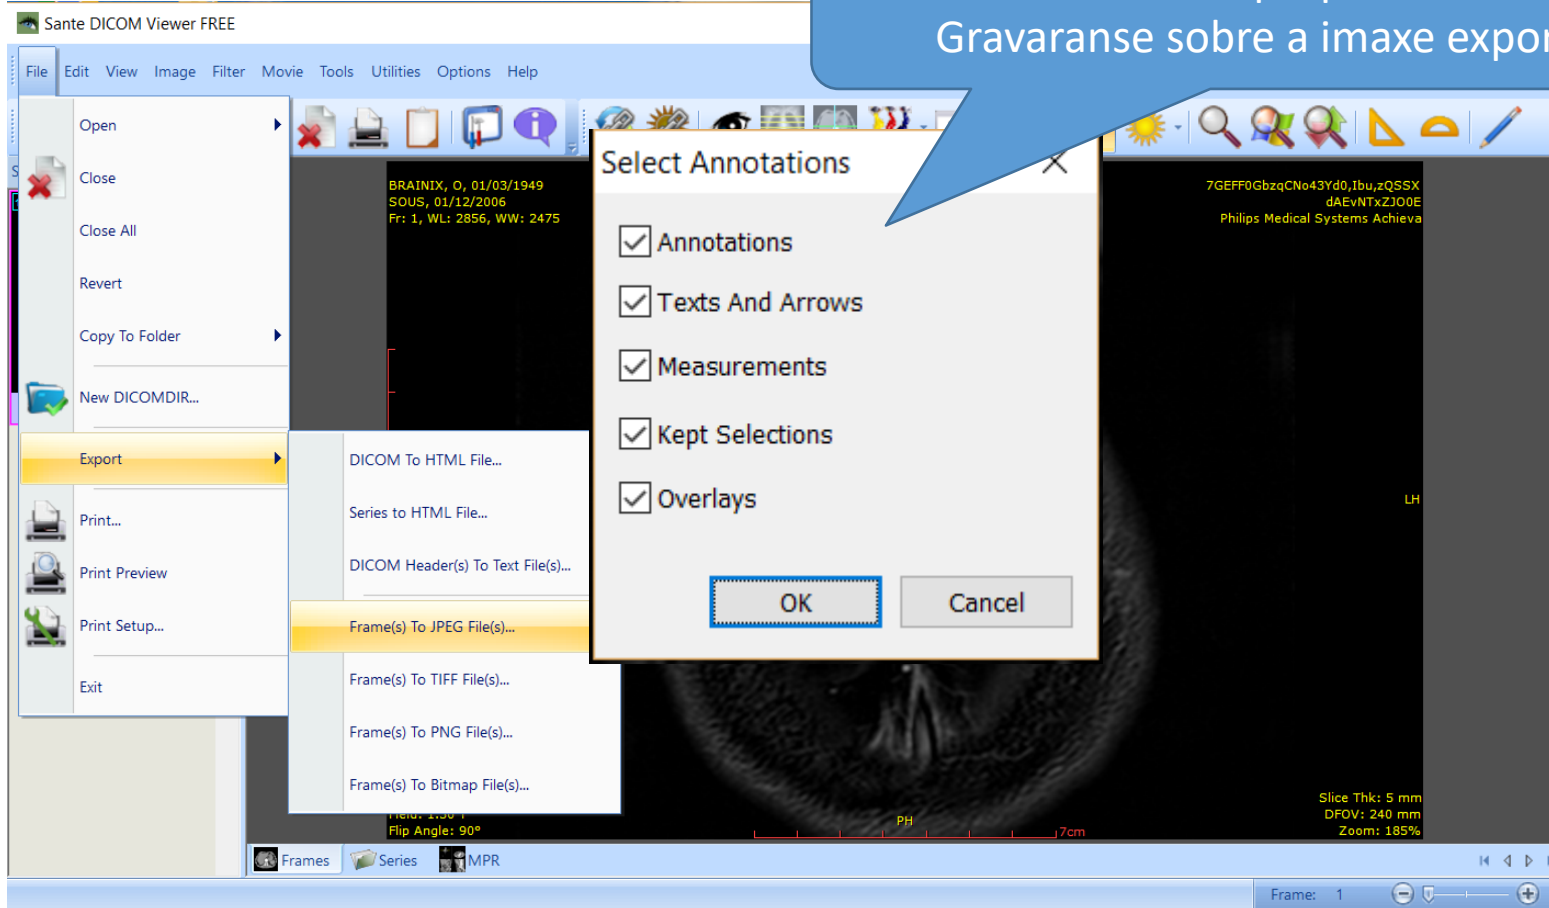 Sante DICOM Viewer FREE
Gravaranse sobre a imaxe expor
File Edit View Image Filter Movie Tools Utilities Options Help
Open
Close
Close All
Revert
Copy To Folder
New DICOMDIR...
Export
Print...
Print Preview
Print Setup...
Exit
DICOM To HTML File...
Series to HTML File...
DICOM Header(s) To Text File(s)...
Frame(s) To JPEG File(s)...
Frame(s) To TIFF File(s)...
Frame(s) To PNG File(s)...
Frame(s) To Bitmap File(s)...
BRAINIX, O, 01/03/1949
SOUS, 01/12/2006
Fr: 1, WL: 2856, WW: 2475
Select Annotations
Annotations
Texts And Arrows
Measurements
Kept Selections
Overlays
OK Cancel
7GEFF0GbzqCNo43Yd0,Ibu,zQSSX
dAEvNTxZJO0E
Philips Medical Systems Achieva
LH
Flip Angle: 90°
PH
7cm
Slice Thk: 5 mm
DFOV: 240 mm
Zoom: 185%
Frames Series MPR
Frame: 1